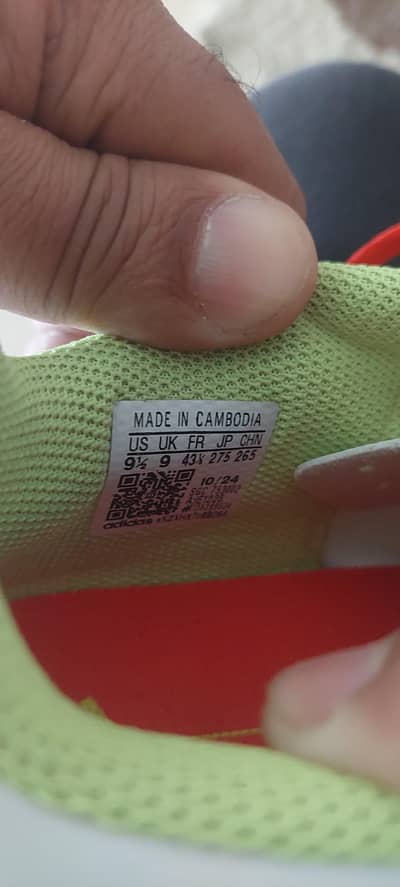 MADE IN CAMBODIA
US UK FR JP CHN
9½ 9 43⅓ 275 265
10/24
adidas